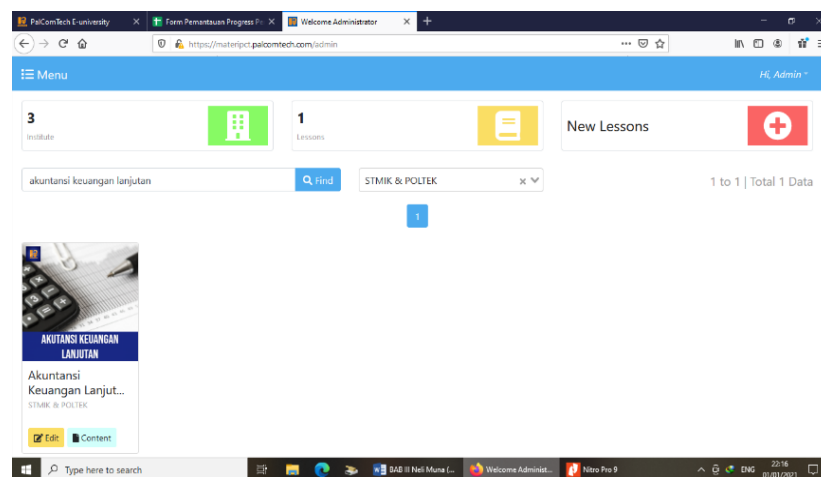 PalComTech E-university
Form Pemantauan Progress Pe
Welcome Administrator
https://materipct.palcomtech.com/admin
Menu
Hi, Admin
3
Institute
1
Lessons
New Lessons
akuntansi keuangan lanjutan
Find
STMIK & POLTEK
1 to 1 | Total 1 Data
1
AKUTANSI KEUANGAN
LANJUTAN
Akuntansi
Keuangan Lanjut...
STMIK & POLTEK
Edit
Content
Type here to search
BAB III Neli Muna (...
Welcome Administ...
Nitro Pro 9
ENG
22:16
01/01/2021